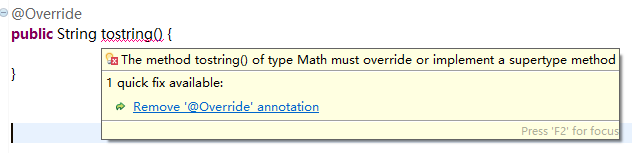 @Override
public String tostring() {
The method tostring() of type Math must override or implement a supertype method
1 quick fix available:
Remove '@Override' annotation
Press 'F2' for focus
}